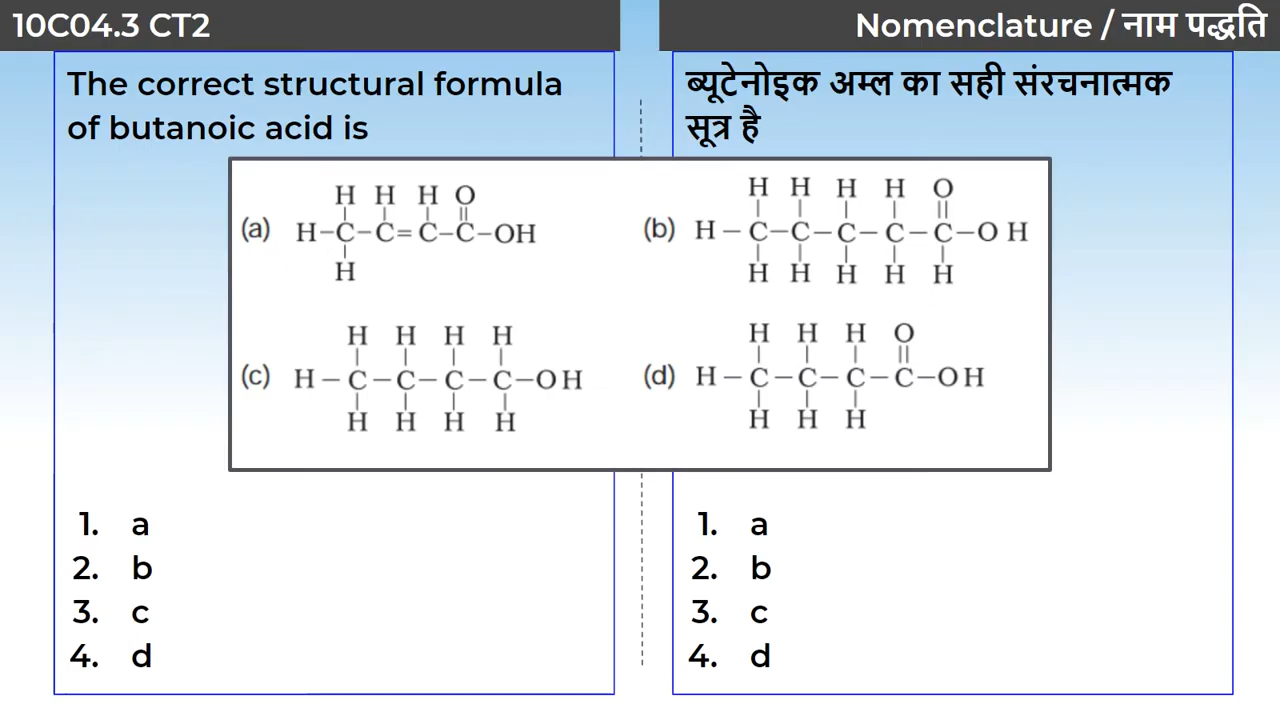 10C04.3 CT2
Nomenclature / नाम पद्धति
The correct structural formula
of butanoic acid is
ब्यूटेनोइक अम्ल का सही संरचनात्मक
सूत्र है
H H H O
(a) H–C–C=C–C–OH
H
H H H H O
(b) H–C–C–C–C–C–O H
H H H H H
H H H H
(c) H–C–C–C–C–OH
H H H H
H H H O
(d) H–C–C–C–C–OH
H H H
1. a
2. b
3. c
4. d
1. a
2. b
3. c
4. d